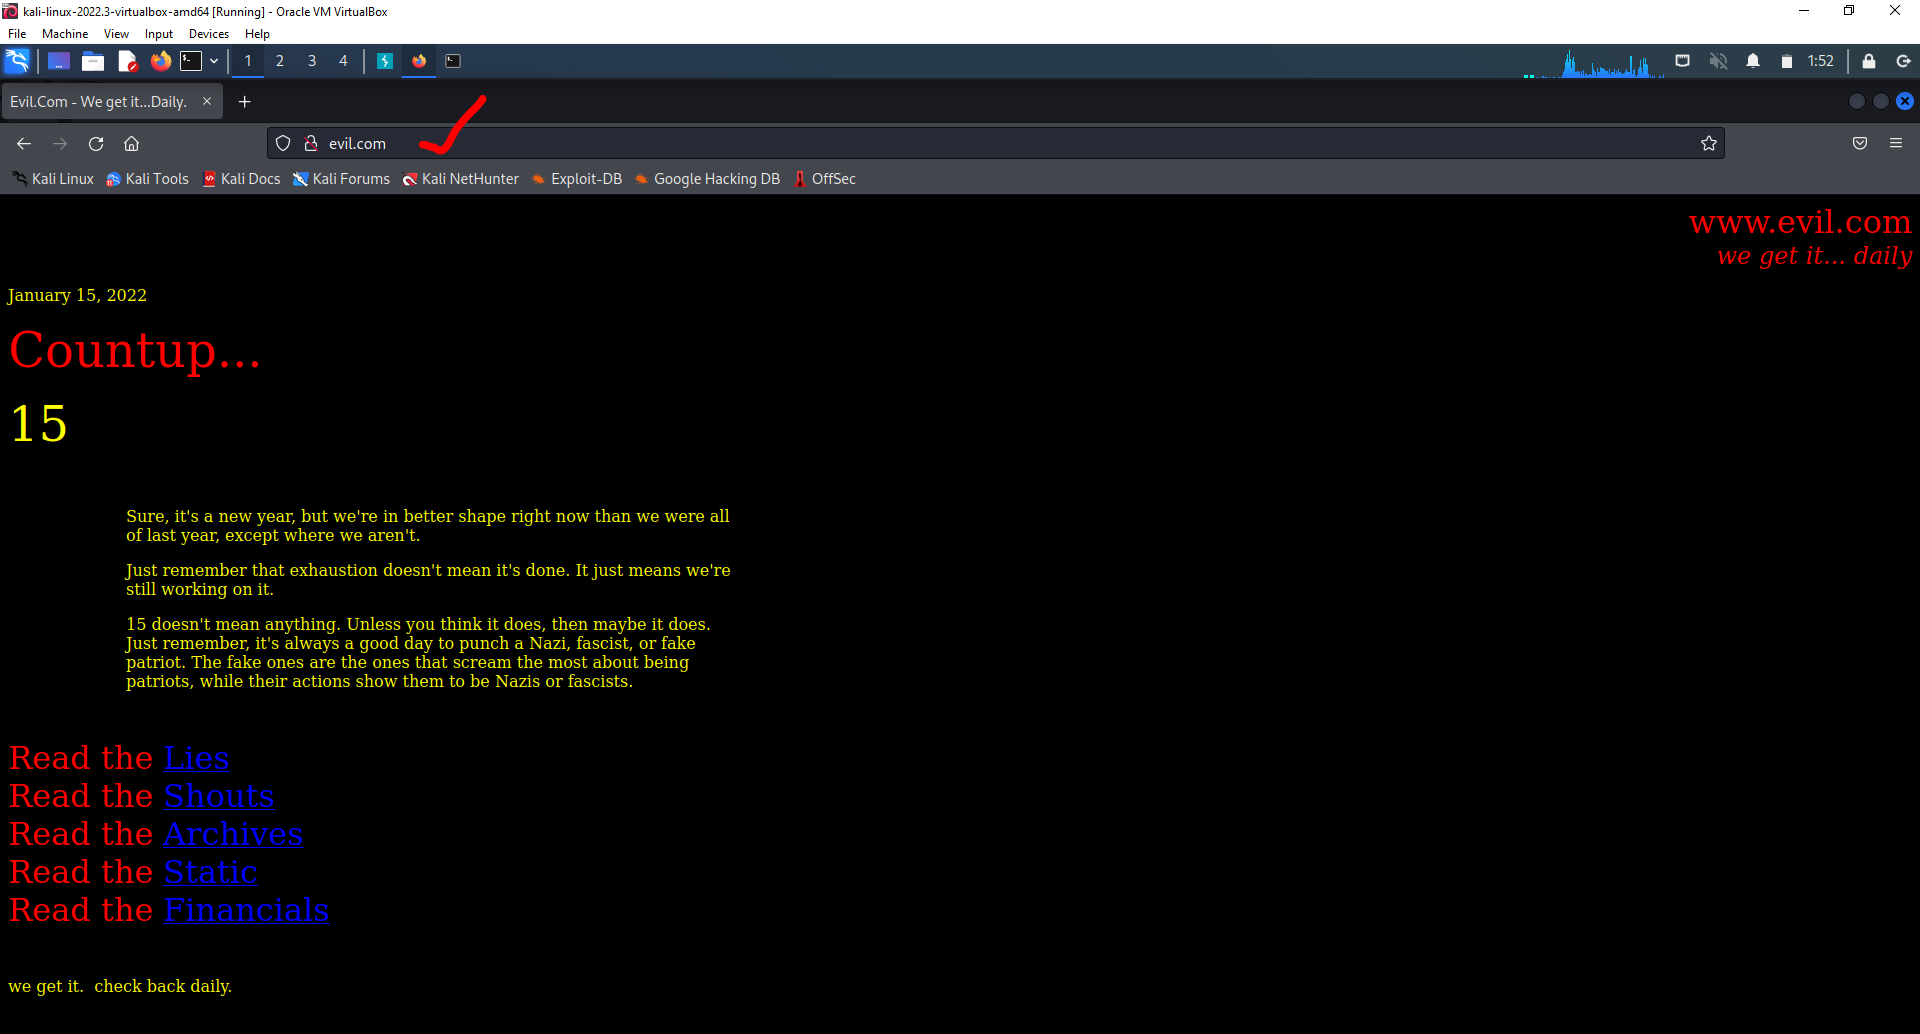 kali-linux-2022.3-virtualbox-amd64 [Running] - Oracle VM VirtualBox
File Machine View Input Devices Help
1 2 3 4 1:52
Evil.Com - We get it...Daily.
evil.com
Kali Linux Kali Tools Kali Docs Kali Forums Kali NetHunter Exploit-DB Google Hacking DB OffSec
www.evil.com
we get it... daily
January 15, 2022
Countup...
15
Sure, it's a new year, but we're in better shape right now than we were all
of last year, except where we aren't.
Just remember that exhaustion doesn't mean it's done. It just means we're
still working on it.
15 doesn't mean anything. Unless you think it does, then maybe it does.
Just remember, it's always a good day to punch a Nazi, fascist, or fake
patriot. The fake ones are the ones that scream the most about being
patriots, while their actions show them to be Nazis or fascists.
Read the Lies
Read the Shouts
Read the Archives
Read the Static
Read the Financials
we get it.  check back daily.